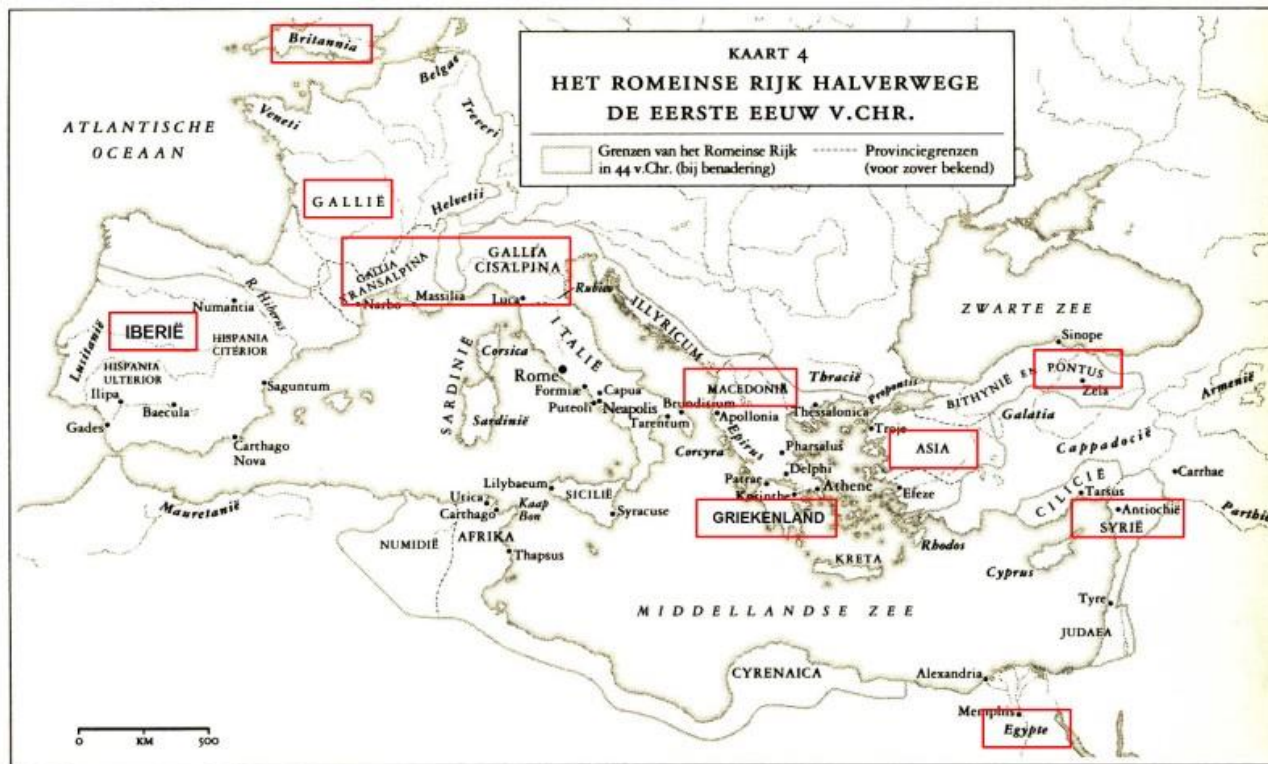 KAART 4
HET ROMEINSE RIJK HALVERWEGE
DE EERSTE EEUW V.CHR.
Grenzen van het Romeinse Rijk
in 44 v.Chr. (bij benadering)
Provinciegrenzen
(voor zover bekend)
Britannia
Belgae
Treveri
Veneti
ATLANTISCHE
OCEAAN
GALLIË
Helvetii
GALLIA
TRANSALPINA
GALLIA
CISALPINA
Narbo
Massilia
Luca
Rubico
R. Hiberus
Numantia
IBERIË
Lusitanië
HISPANIA
CITERIOR
HISPANIA
ULTERIOR
Ilipa
Baecula
Saguntum
Gades
Carthago
Nova
ITALIË
ILLYRICUM
Corsica
SARDINIË
Sardinië
Rome
Formiae
Capua
Puteoli
Neapolis
Brundisium
Tarentum
MACEDONIA
Apollonia
Epirus
Corcyra
Thracië
Thessalonica
Propontis
ZWARTE ZEE
Sinope
BITHYNIË EN
PONTUS
Zela
Galatia
Armenië
Troje
ASIA
Cappadocië
Pharsalus
Delphi
Patrae
Athene
Korinthe
Efeze
GRIEKENLAND
CILICIË
Tarsus
Carrhae
Antiochië
SYRIË
Parthië
Rhodos
KRETA
Cyprus
Mauretanië
Lilybaeum
SICILIË
Syracuse
Utica
Carthago
Kaap
Bon
NUMIDIË
AFRIKA
Thapsus
MIDDELLANDSE ZEE
Tyre
JUDAEA
CYRENAICA
Alexandria
Memphis
Egypte
0 KM 500